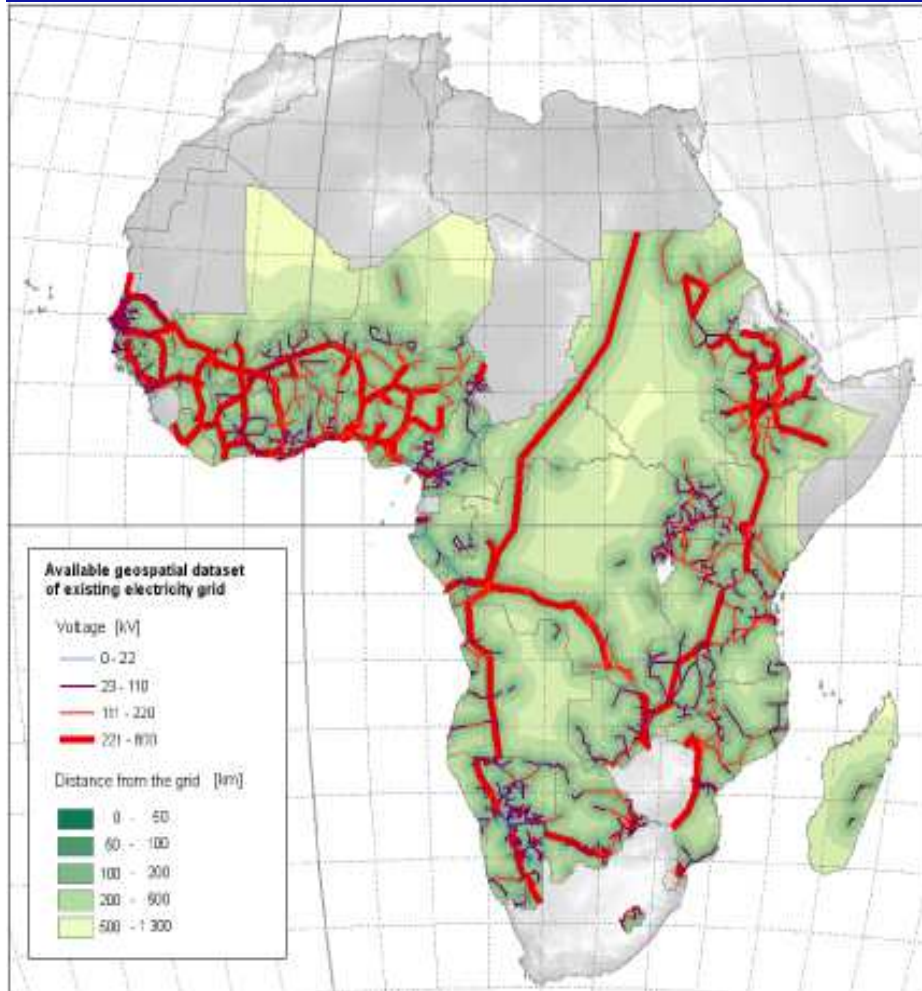 Available geospatial dataset
of existing electricity grid
Voltage [kV]
0 - 22
23 - 110
111 - 220
221 - 800
Distance from the grid [km]
0 - 50
50 - 100
100 - 200
200 - 500
500 - 1 300